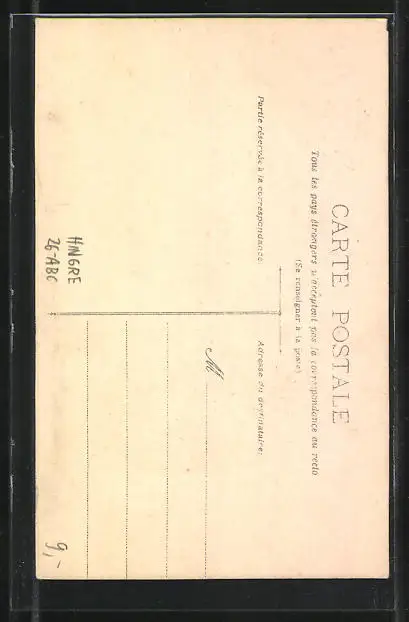 CARTE POSTALE
Tous les pays étrangers n'acceptent pas la correspondance au recto
(Se renseigner à la poste)
Partie réservée à la correspondance.
Adresse du destinataire:
M
HINGRE
26-ABC
9,-